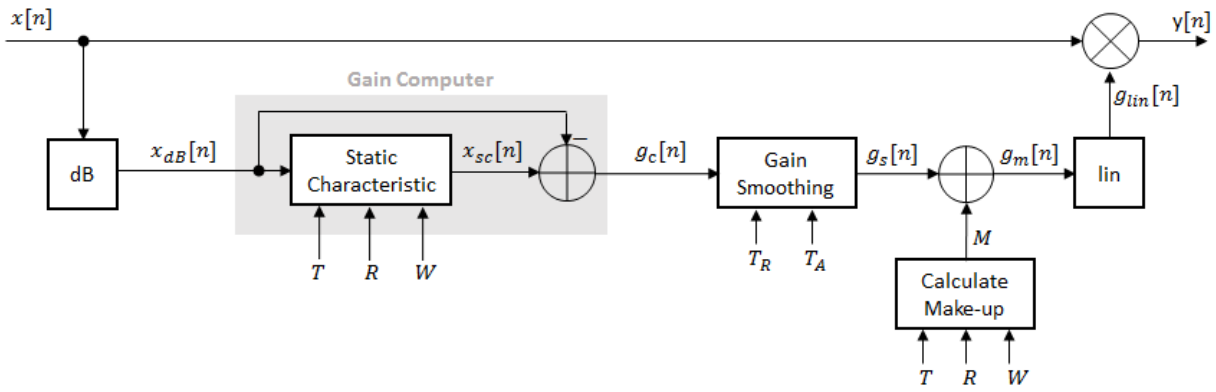 x[n]
y[n]
Gain Computer
g_lin[n]
dB
x_dB[n]
Static
Characteristic
x_sc[n]
−
g_c[n]
Gain
Smoothing
g_s[n]
g_m[n]
lin
T
R
W
T_R
T_A
M
Calculate
Make-up
T
R
W